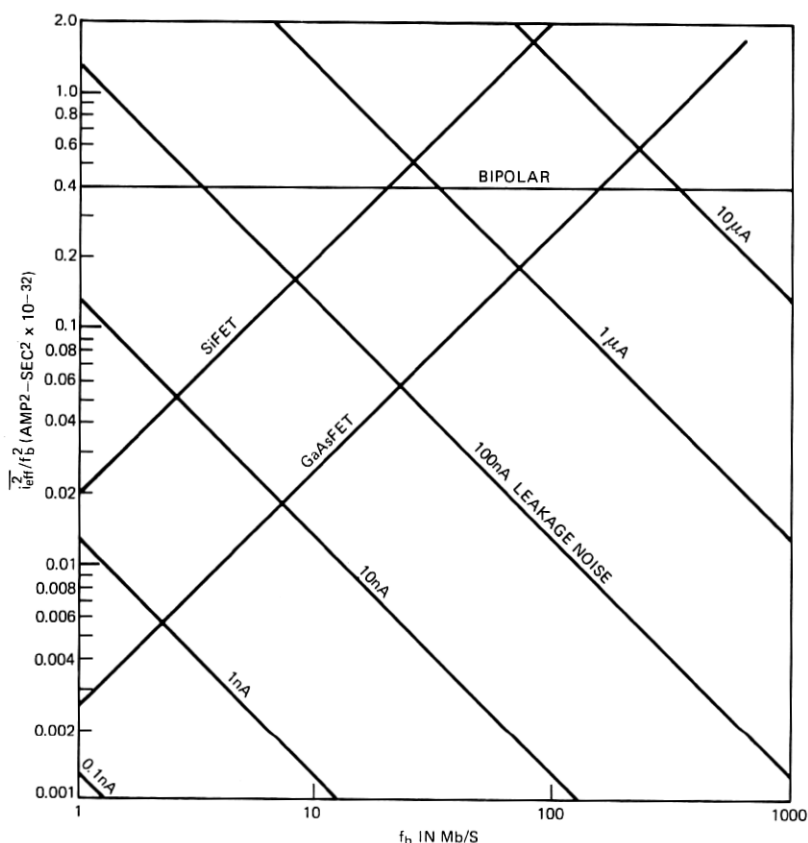 2.0
1.0
0.8
0.6
0.4
0.2
0.1
0.08
0.06
0.04
0.02
0.01
0.008
0.006
0.004
0.002
0.001
i²eff/f²b (AMP²–SEC² × 10⁻³²)
BIPOLAR
10μA
1μA
SiFET
GaAsFET
100nA LEAKAGE NOISE
10nA
1nA
0.1nA
1
10
100
1000
fb IN Mb/S